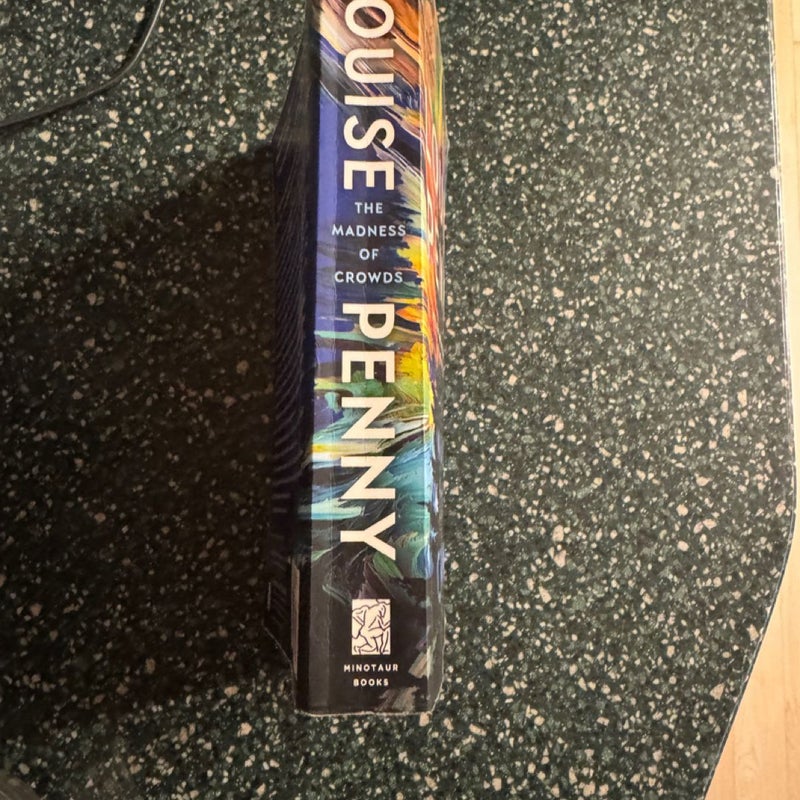 OUISE
THE
MADNESS
OF
CROWDS
PENNY
MINOTAUR
BOOKS